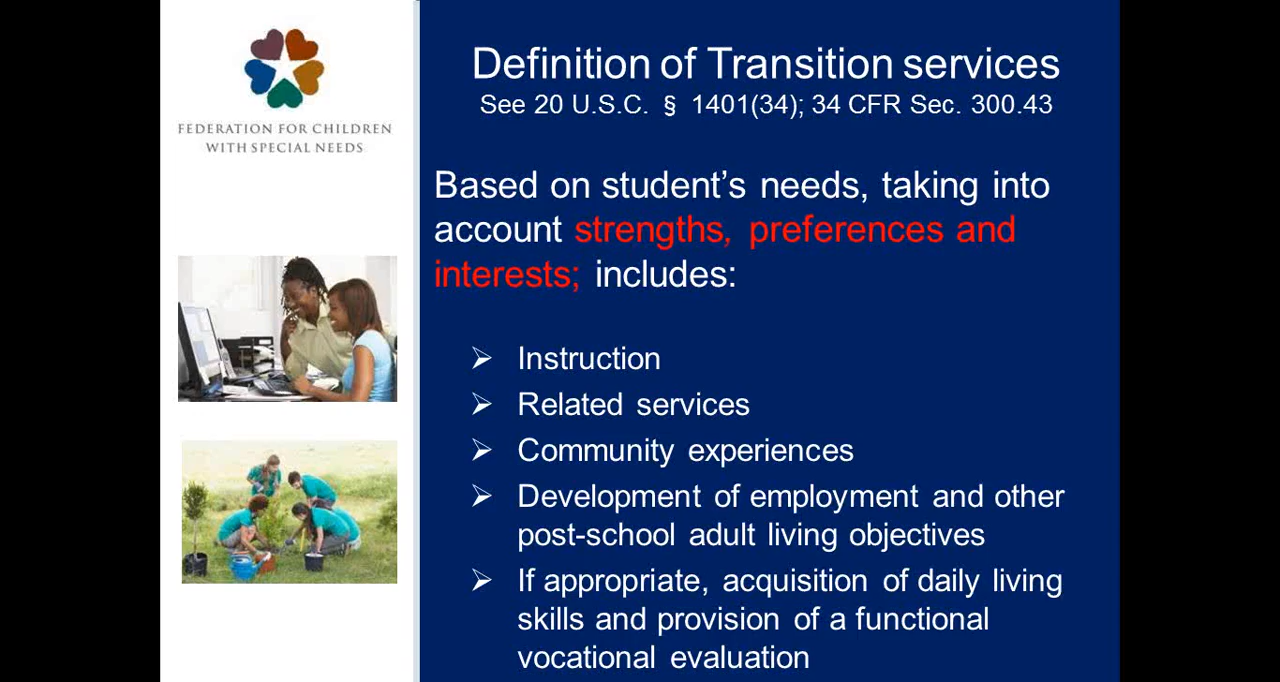 FEDERATION FOR CHILDREN
WITH SPECIAL NEEDS
Definition of Transition services
See 20 U.S.C. § 1401(34); 34 CFR Sec. 300.43
Based on student’s needs, taking into
account strengths, preferences and
interests; includes:
➢ Instruction
➢ Related services
➢ Community experiences
➢ Development of employment and other
post-school adult living objectives
➢ If appropriate, acquisition of daily living
skills and provision of a functional
vocational evaluation